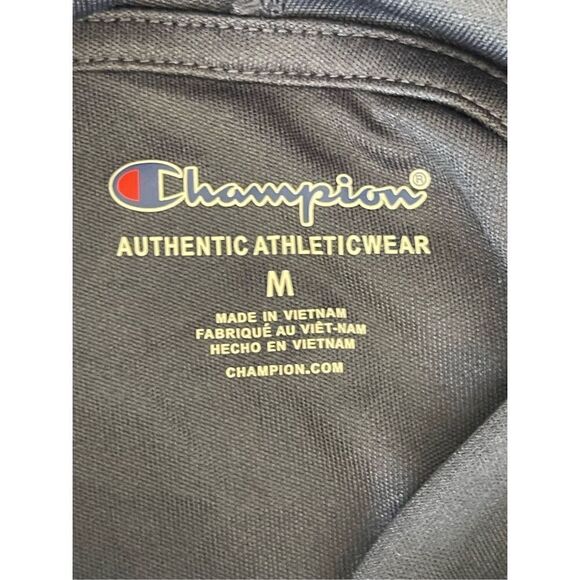 Champion®
AUTHENTIC ATHLETICWEAR
M
MADE IN VIETNAM
FABRIQUÉ AU VIÊT-NAM
HECHO EN VIETNAM
CHAMPION.COM